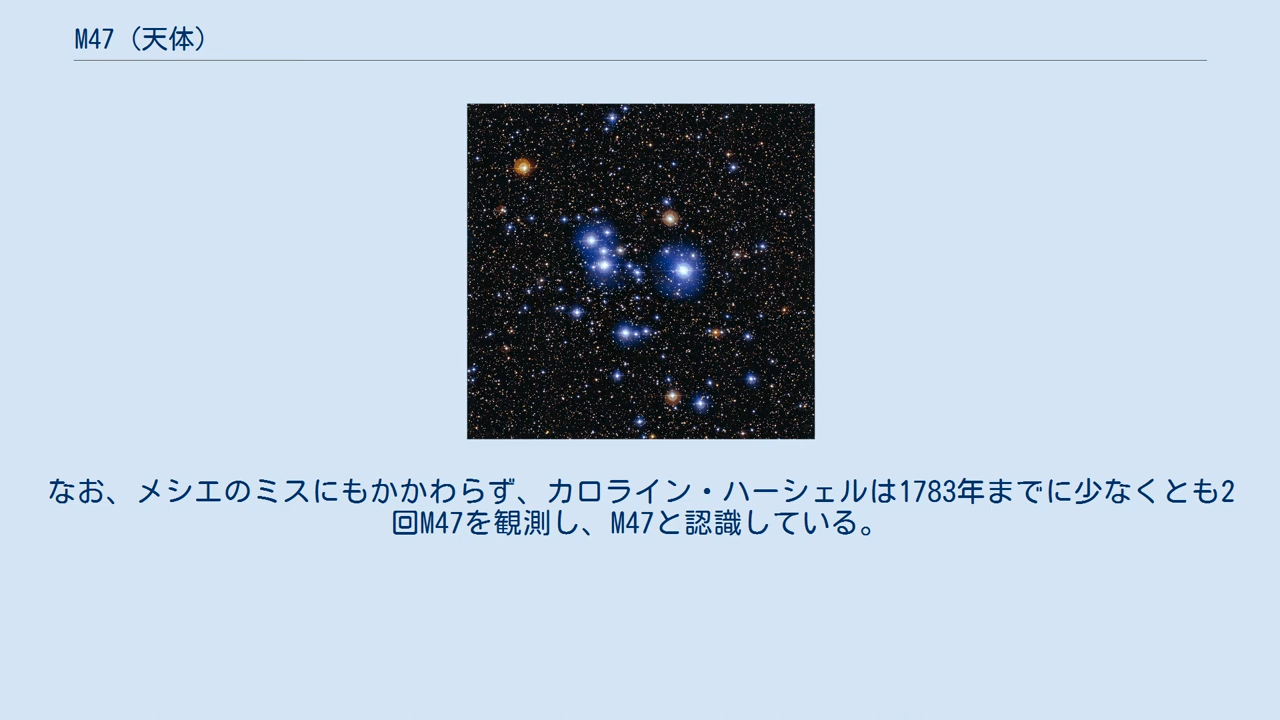 M47（天体）
なお、メシエのミスにもかかわらず、カロライン・ハーシェルは1783年までに少なくとも2
回M47を観測し、M47と認識している。